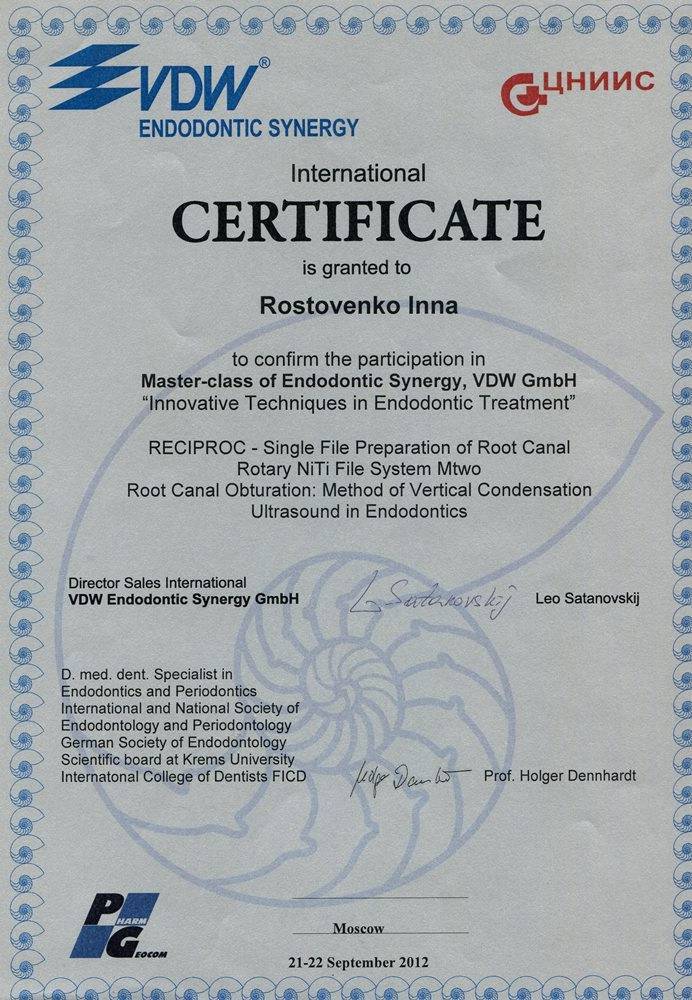 VDW®
ENDODONTIC SYNERGY
ЦНИИС
International
CERTIFICATE
is granted to
Rostovenko Inna
to confirm the participation in
Master-class of Endodontic Synergy, VDW GmbH
“Innovative Techniques in Endodontic Treatment”
RECIPROC - Single File Preparation of Root Canal
Rotary NiTi File System Mtwo
Root Canal Obturation: Method of Vertical Condensation
Ultrasound in Endodontics
Director Sales International
VDW Endodontic Synergy GmbH
L Satanovskij
Leo Satanovskij
D. med. dent. Specialist in
Endodontics and Periodontics
International and National Society of
Endodontology and Periodontology
German Society of Endodontology
Scientific board at Krems University
Internatonal College of Dentists FICD
Prof. Holger Dennhardt
PHARM
GEOCOM
Moscow
21-22 September 2012